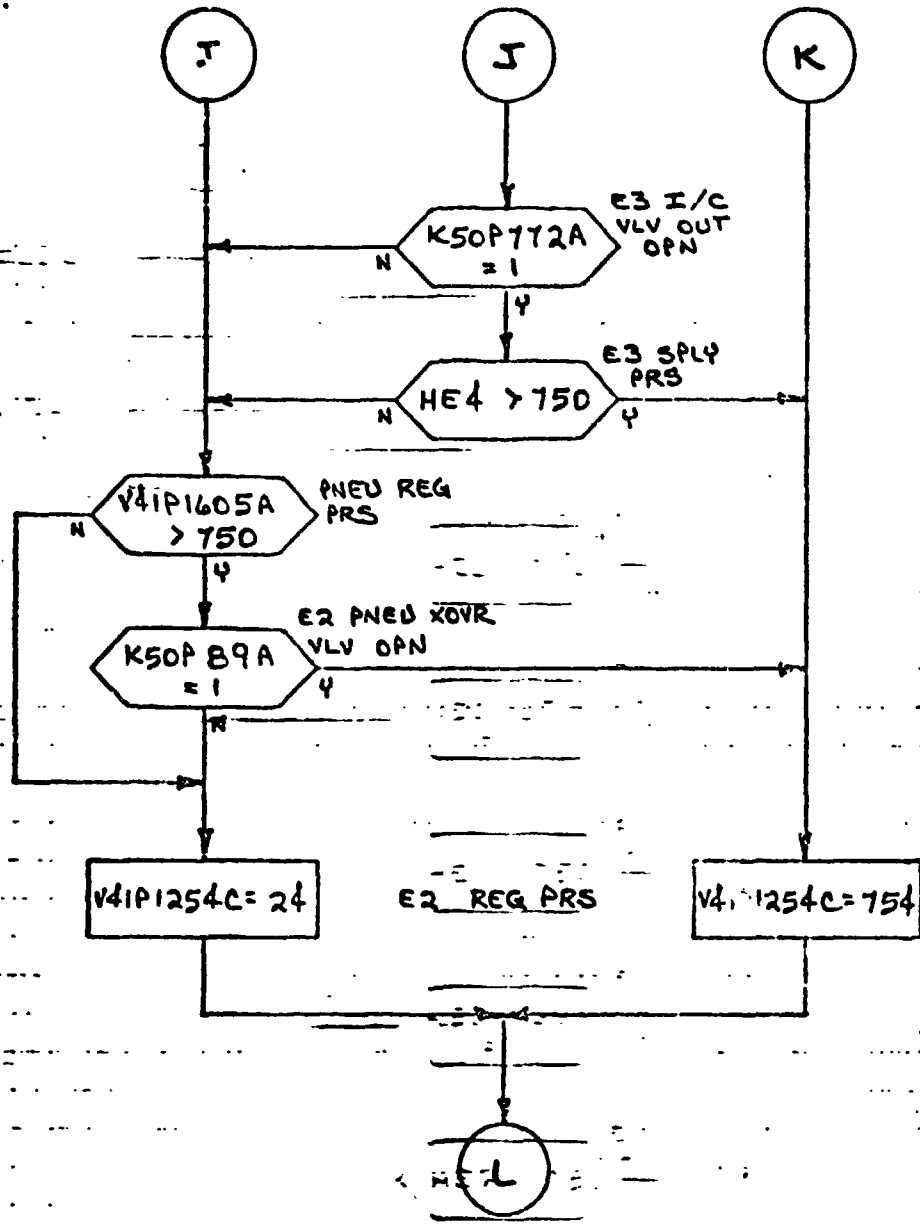 J K
K50P772A
= 1
E3 I/C
VLV OUT
OPN
N
Y
HE4 > 750
E3 SPLY
PRS
N
Y
V41P1605A
> 750
PNEU REG
PRS
N
Y
K50P89A
= 1
E2 PNEU XOVR
VLV OPN
Y
N
V41P1254C= 24
E2 REG PRS
1254C= 754
L